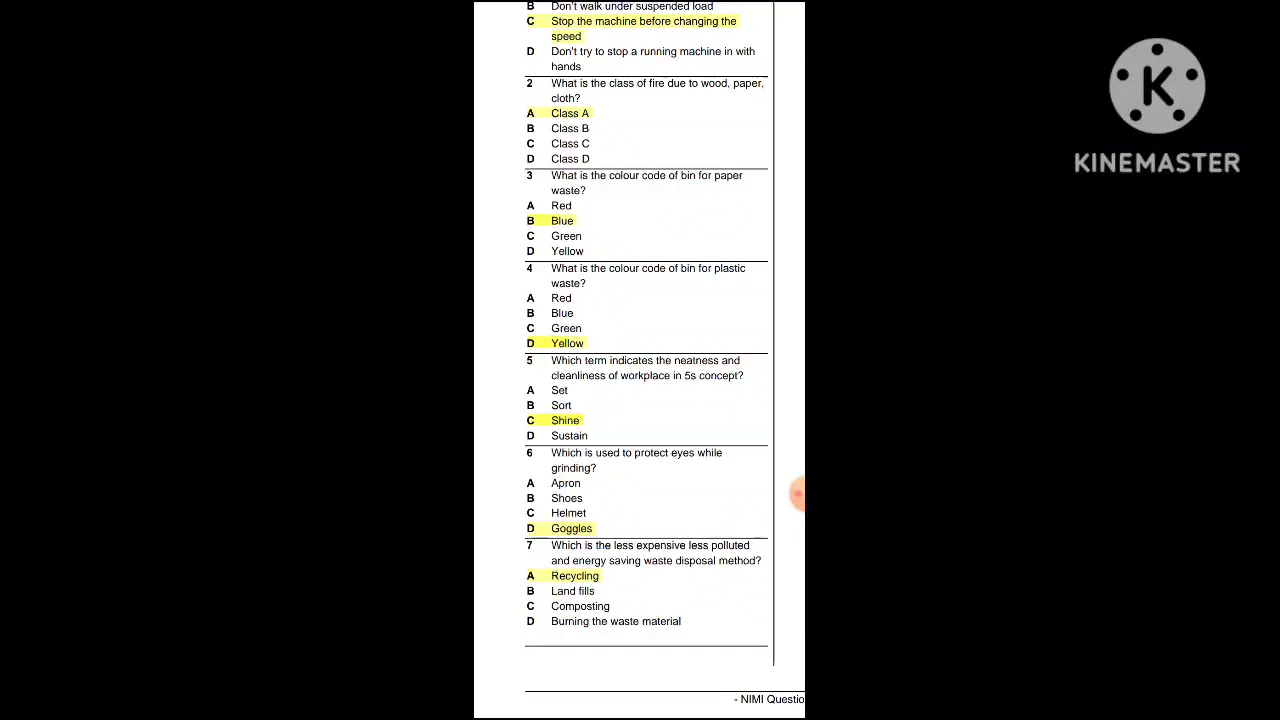 B Don't walk under suspended load
C Stop the machine before changing the
speed
D Don't try to stop a running machine in with
hands
2 What is the class of fire due to wood, paper,
cloth?
A Class A
B Class B
C Class C
D Class D
3 What is the colour code of bin for paper
waste?
A Red
B Blue
C Green
D Yellow
4 What is the colour code of bin for plastic
waste?
A Red
B Blue
C Green
D Yellow
5 Which term indicates the neatness and
cleanliness of workplace in 5s concept?
A Set
B Sort
C Shine
D Sustain
6 Which is used to protect eyes while
grinding?
A Apron
B Shoes
C Helmet
D Goggles
7 Which is the less expensive less polluted
and energy saving waste disposal method?
A Recycling
B Land fills
C Composting
D Burning the waste material
- NIMI Questio
K
KINEMASTER